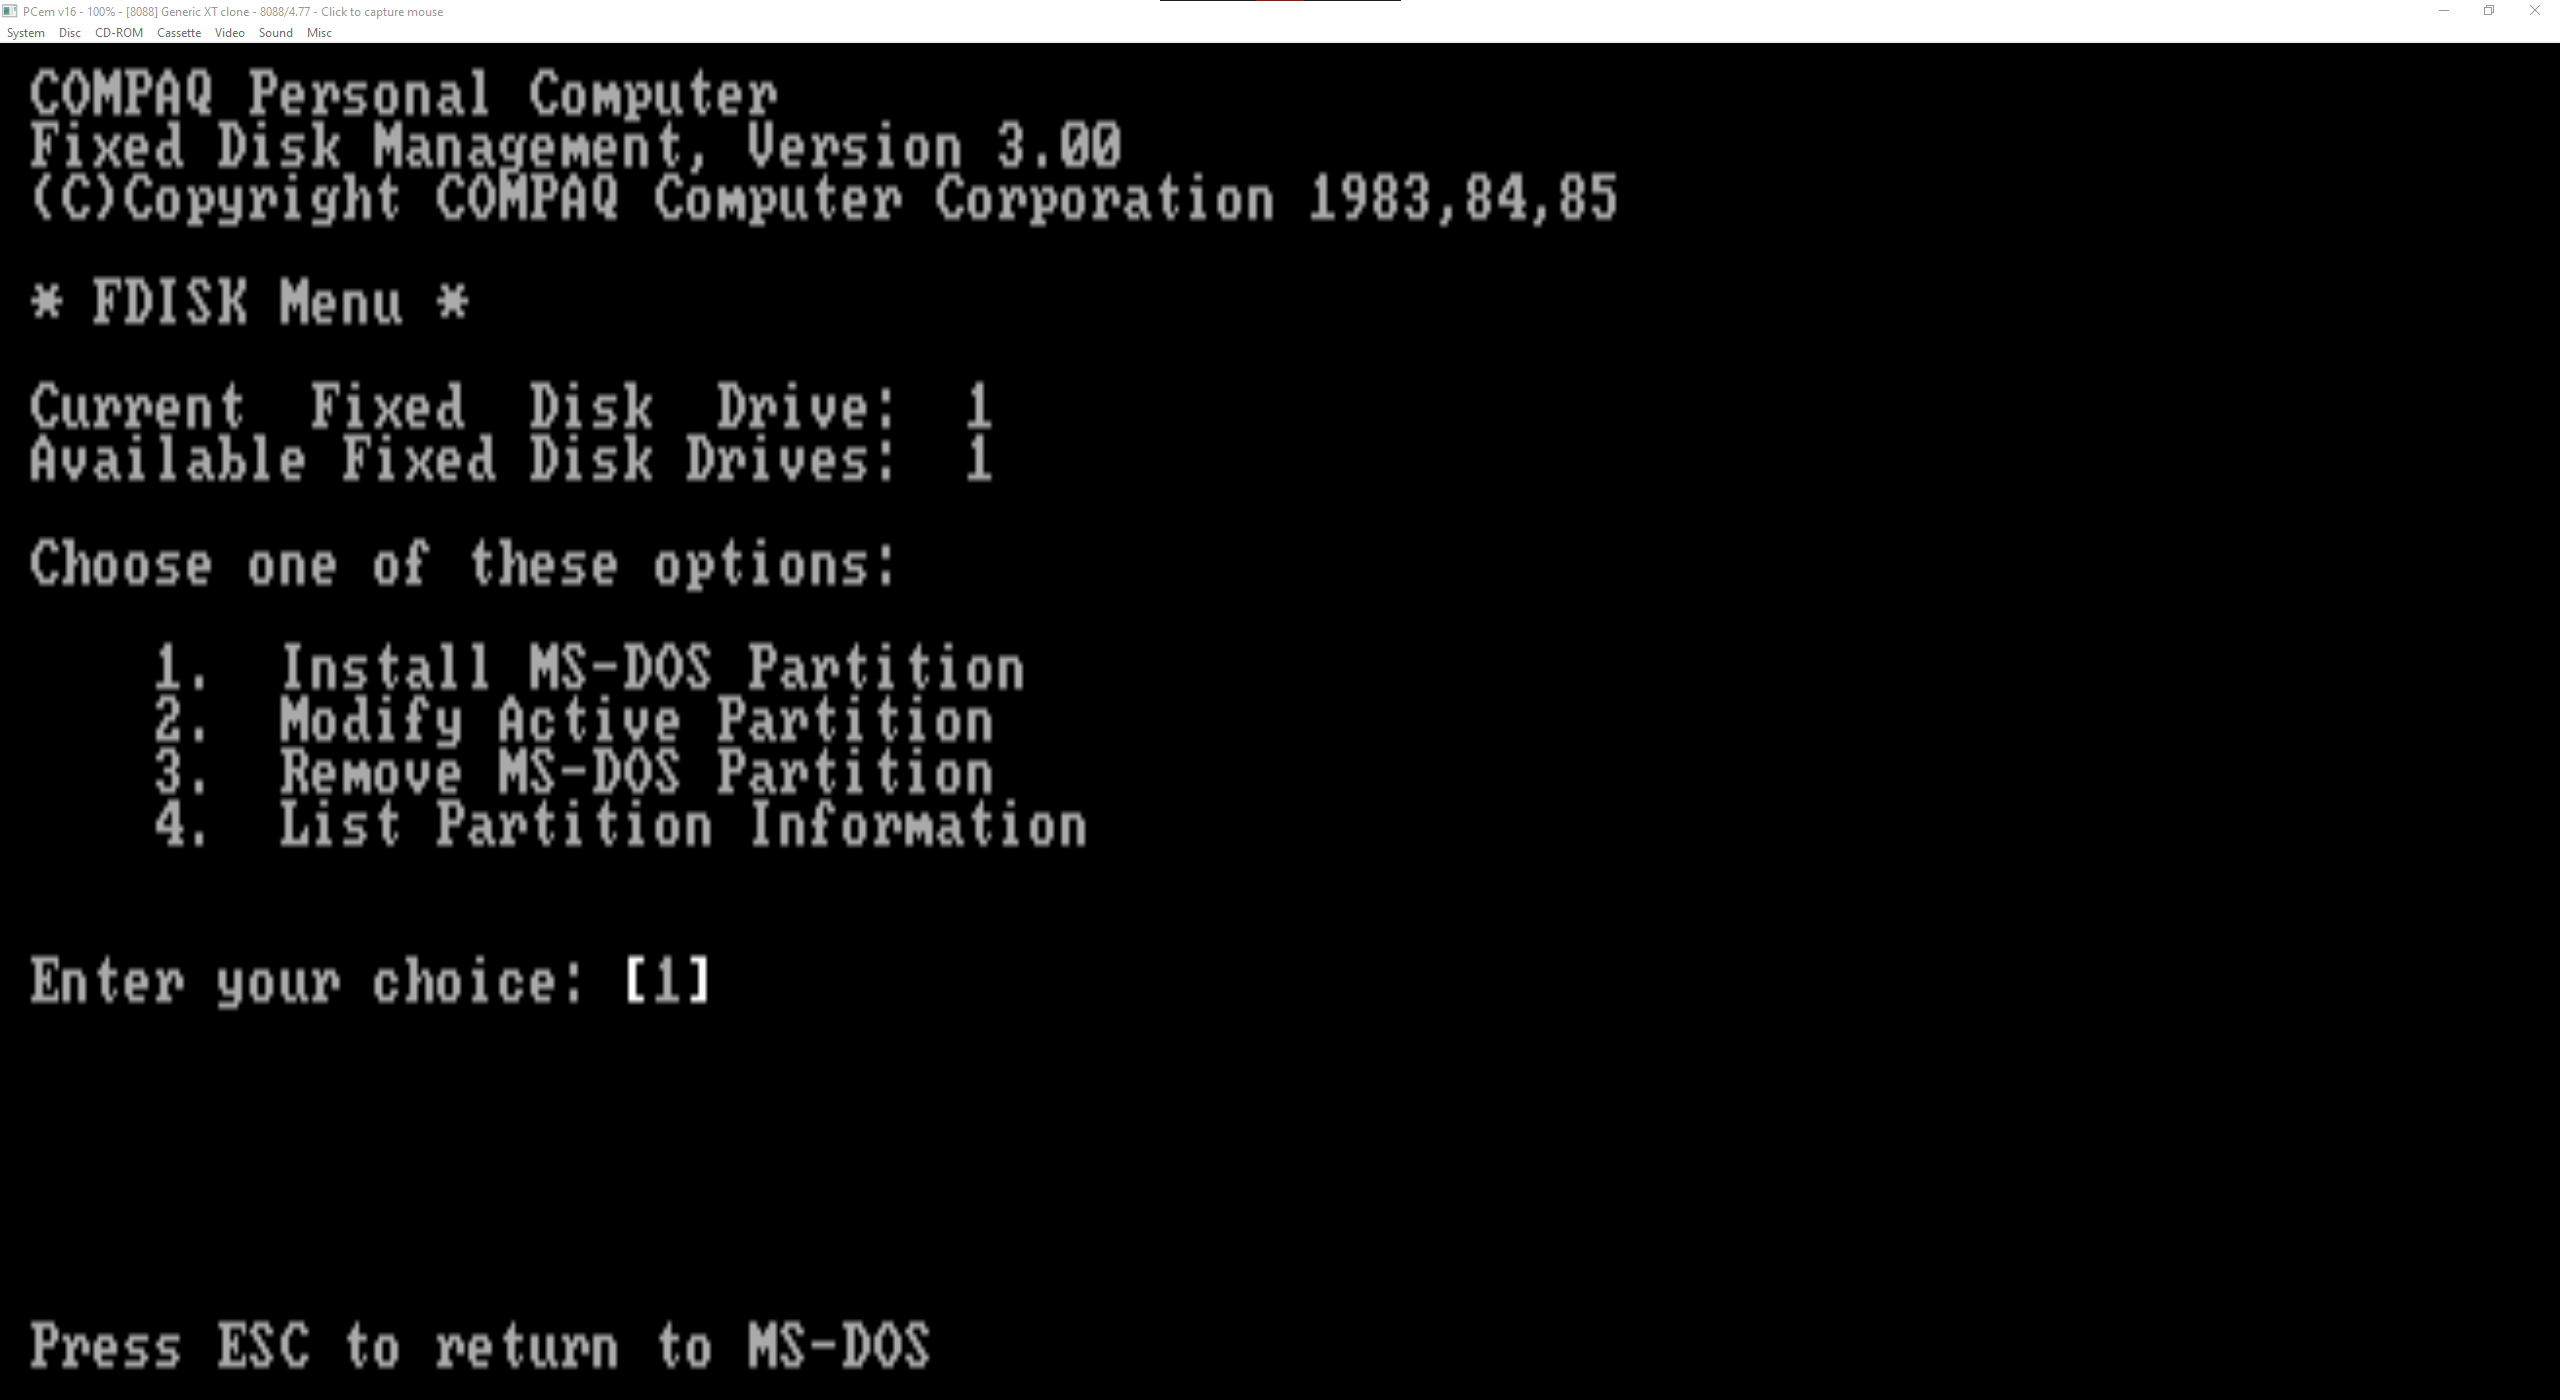 PCem v16 - 100% - [8088] Generic XT clone - 8088/4.77 - Click to capture mouse
System Disc CD-ROM Cassette Video Sound Misc
COMPAQ Personal Computer
Fixed Disk Management, Version 3.00
(C)Copyright COMPAQ Computer Corporation 1983,84,85
* FDISK Menu *
Current Fixed Disk Drive: 1
Available Fixed Disk Drives: 1
Choose one of these options:
1. Install MS-DOS Partition
2. Modify Active Partition
3. Remove MS-DOS Partition
4. List Partition Information
Enter your choice: [1]
Press ESC to return to MS-DOS